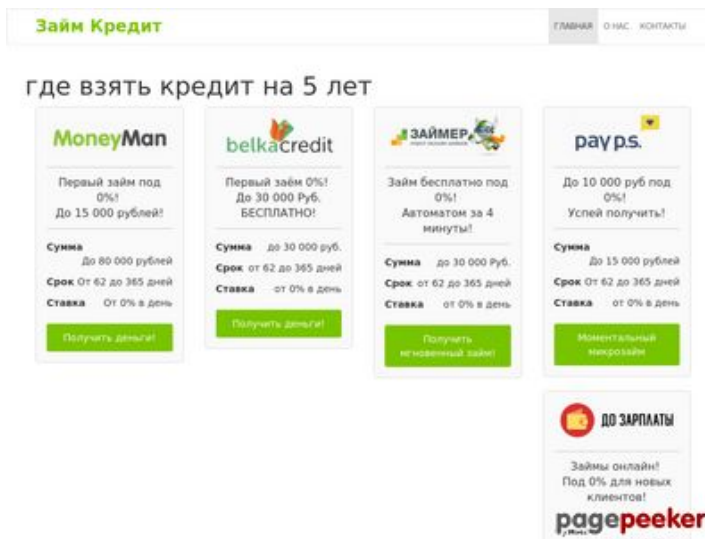 Займ Кредит
ГЛАВНАЯ О НАС. КОНТАКТЫ
где взять кредит на 5 лет
MoneyMan
Первый займ под
0%!
До 15 000 рублей!
Сумма
До 80 000 рублей
Срок От 62 до 365 дней
Ставка От 0% в день
Получить деньги!
belkacredit
Первый заём 0%!
До 30 000 Руб.
БЕСПЛАТНО!
Сумма до 30 000 руб.
Срок от 62 до 365 дней
Ставка от 0% в день
Получить деньги!
ЗАЙМЕР
Займ бесплатно под
0%!
Автоматом за 4
минуты!
Сумма до 30 000 Руб.
Срок от 62 до 365 дней
Ставка от 0% в день
Получить
мгновенный займ!
pay p.s.
До 10 000 руб под
0%!
Успей получить!
Сумма
До 15 000 рублей
Срок От 62 до 365 дней
Ставка от 0% в день
Моментальный
микрозайм
ДО ЗАРПЛАТЫ
Займы онлайн!
Под 0% для новых
клиентов!
pagepeeker